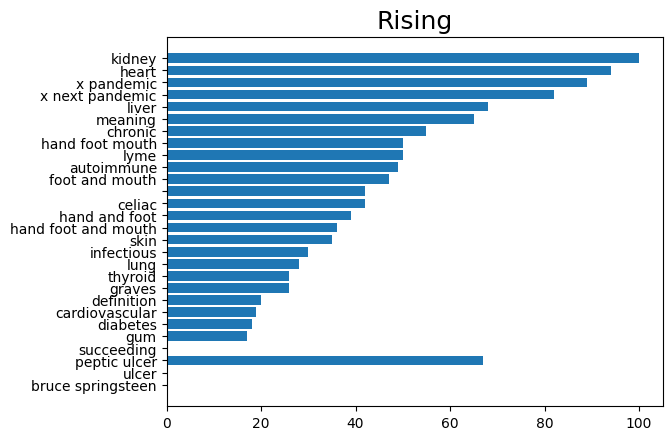 Rising
kidney
heart
x pandemic
x next pandemic
liver
meaning
chronic
hand foot mouth
lyme
autoimmune
foot and mouth
celiac
hand and foot
hand foot and mouth
skin
infectious
lung
thyroid
graves
definition
cardiovascular
diabetes
gum
succeeding
peptic ulcer
ulcer
bruce springsteen
0 20 40 60 80 100